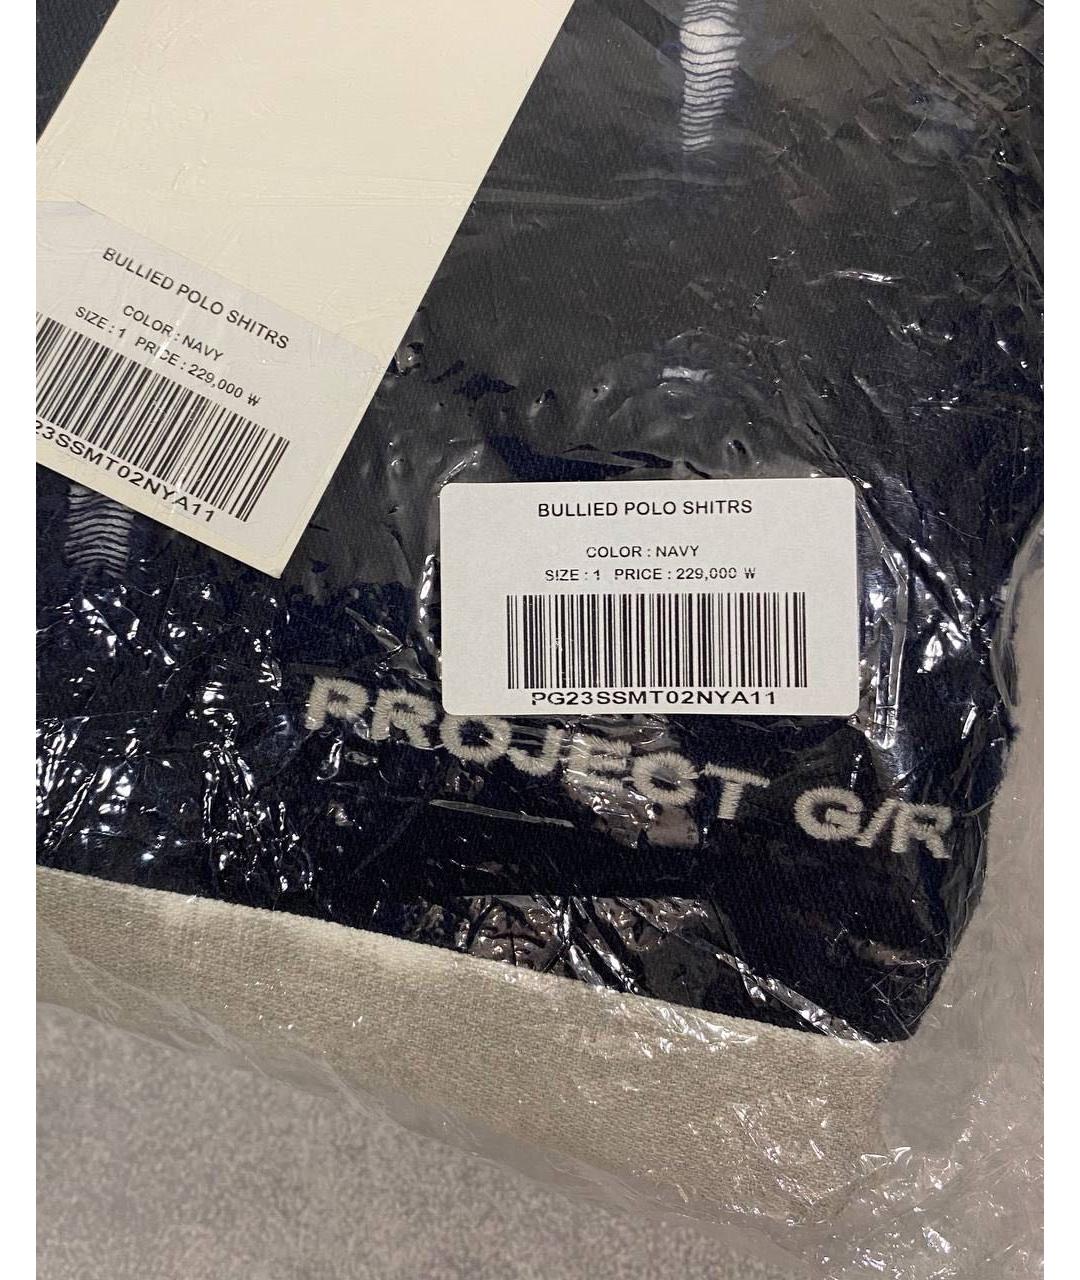 BULLIED POLO SHITRS
COLOR : NAVY
SIZE : 1 PRICE : 229,000 ₩
23SSMT02NYA11
BULLIED POLO SHITRS
COLOR : NAVY
SIZE : 1 PRICE : 229,000 ₩
PG23SSMT02NYA11
PROJECT G/R